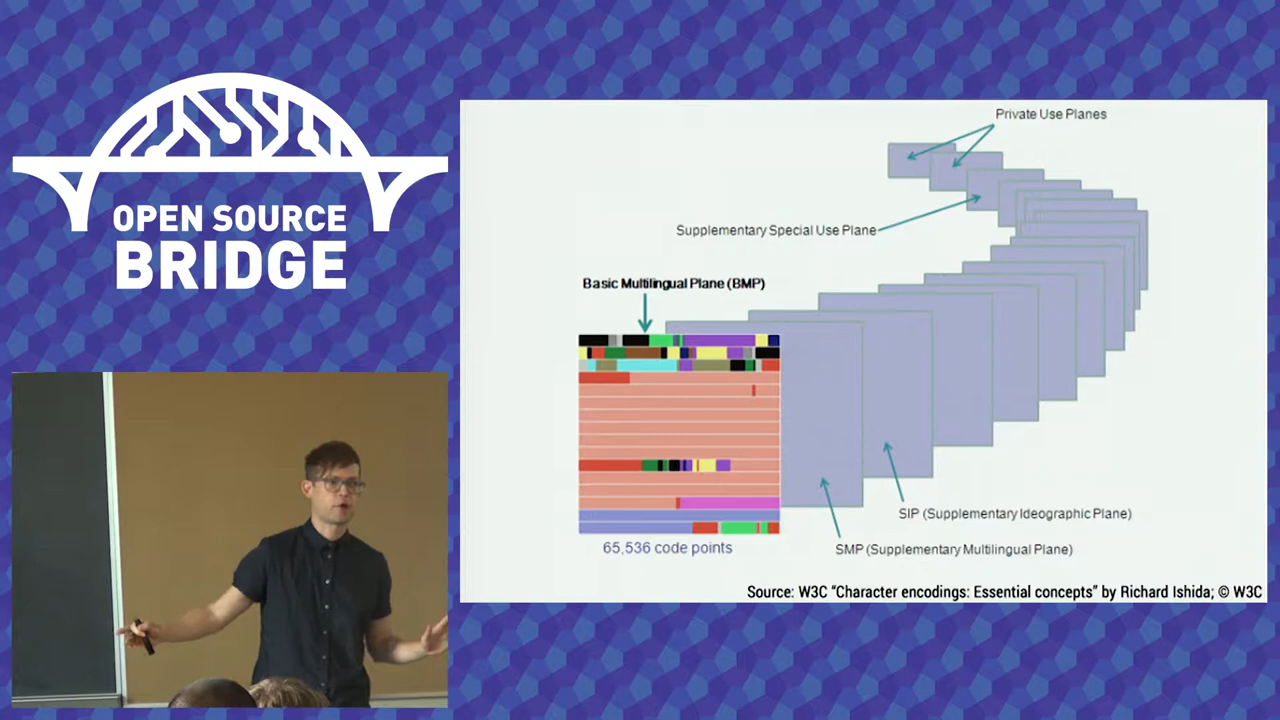 OPEN SOURCE
BRIDGE
Private Use Planes
Supplementary Special Use Plane
Basic Multilingual Plane (BMP)
SIP (Supplementary Ideographic Plane)
65,536 code points
SMP (Supplementary Multilingual Plane)
Source: W3C “Character encodings: Essential concepts” by Richard Ishida; © W3C